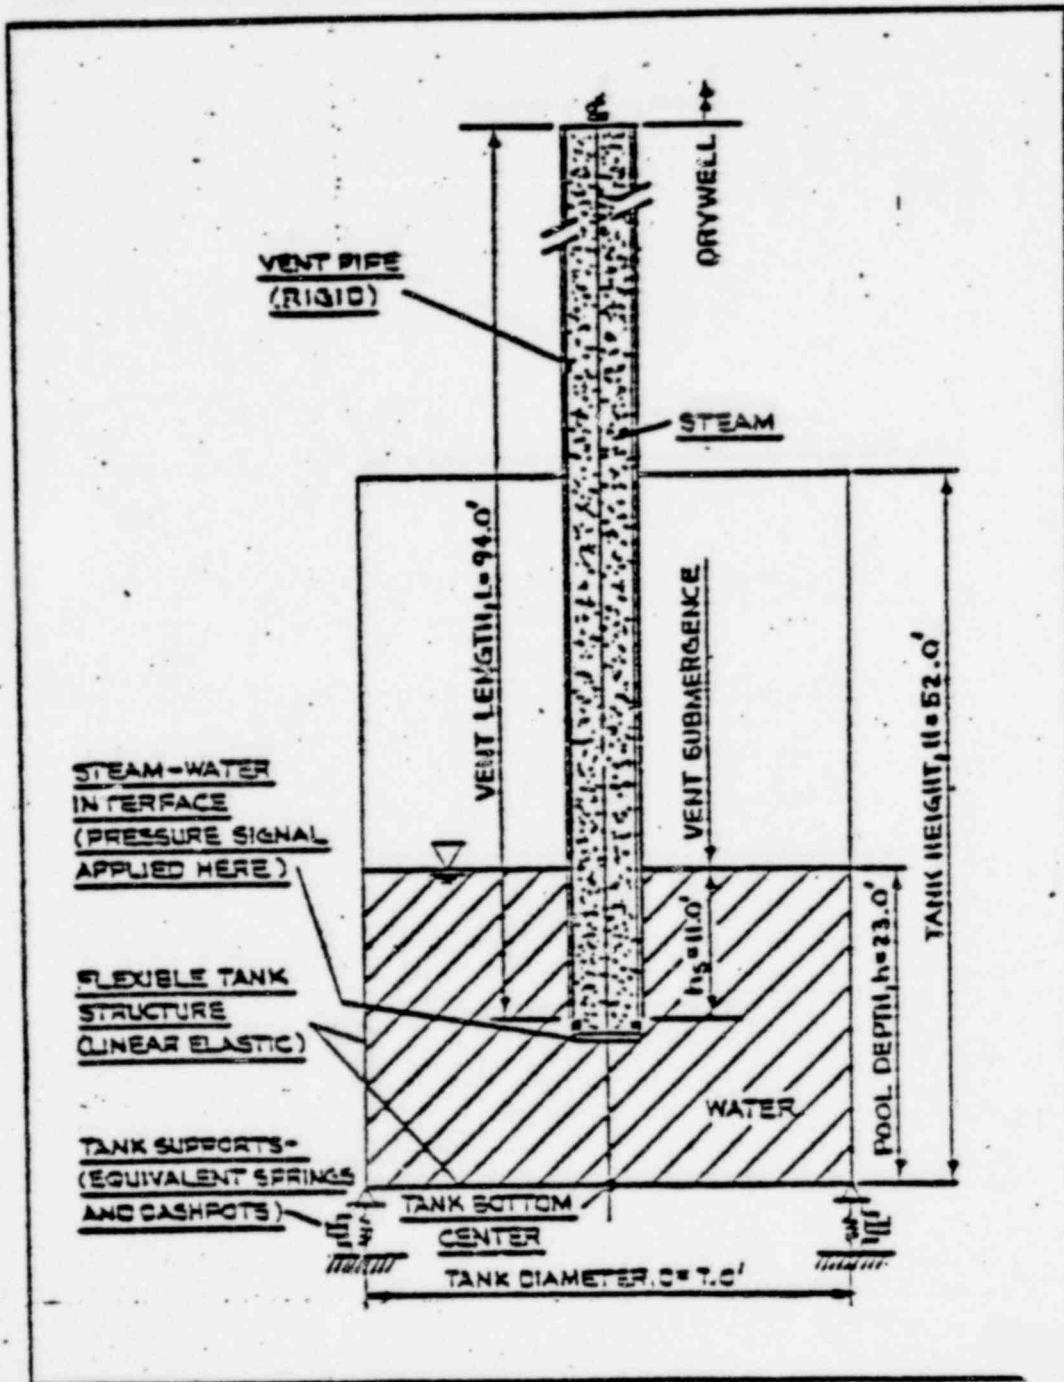 DRYWELL
VENT PIPE
(RIGID)
STEAM
VENT LENGTH, L=94.0'
VENT SUBMERGENCE
hs=11.0'
TANK HEIGHT, H=52.0'
POOL DEPTH, h=23.0'
STEAM-WATER
INTERFACE
(PRESSURE SIGNAL
APPLIED HERE)
FLEXIBLE TANK
STRUCTURE
(LINEAR ELASTIC)
WATER
TANK SUPPORTS-
(EQUIVALENT SPRINGS
AND DASHPOTS)
TANK BOTTOM
CENTER
TANK DIAMETER, D=7.0'